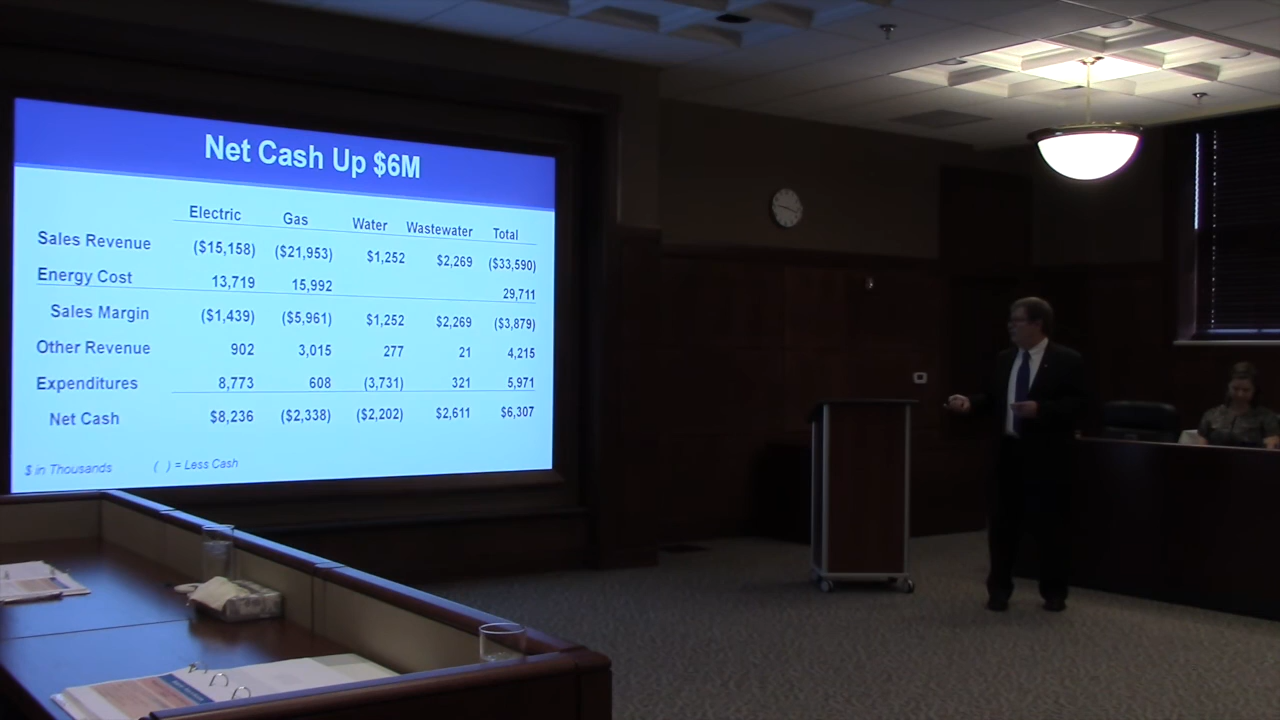 Net Cash Up $6M
Electric Gas Water Wastewater Total
Sales Revenue ($15,158) ($21,953) $1,252 $2,269 ($33,590)
Energy Cost 13,719 15,992 29,711
Sales Margin ($1,439) ($5,961) $1,252 $2,269 ($3,879)
Other Revenue 902 3,015 277 21 4,215
Expenditures 8,773 608 (3,731) 321 5,971
Net Cash $8,236 ($2,338) ($2,202) $2,611 $6,307
$ in Thousands ( ) = Less Cash